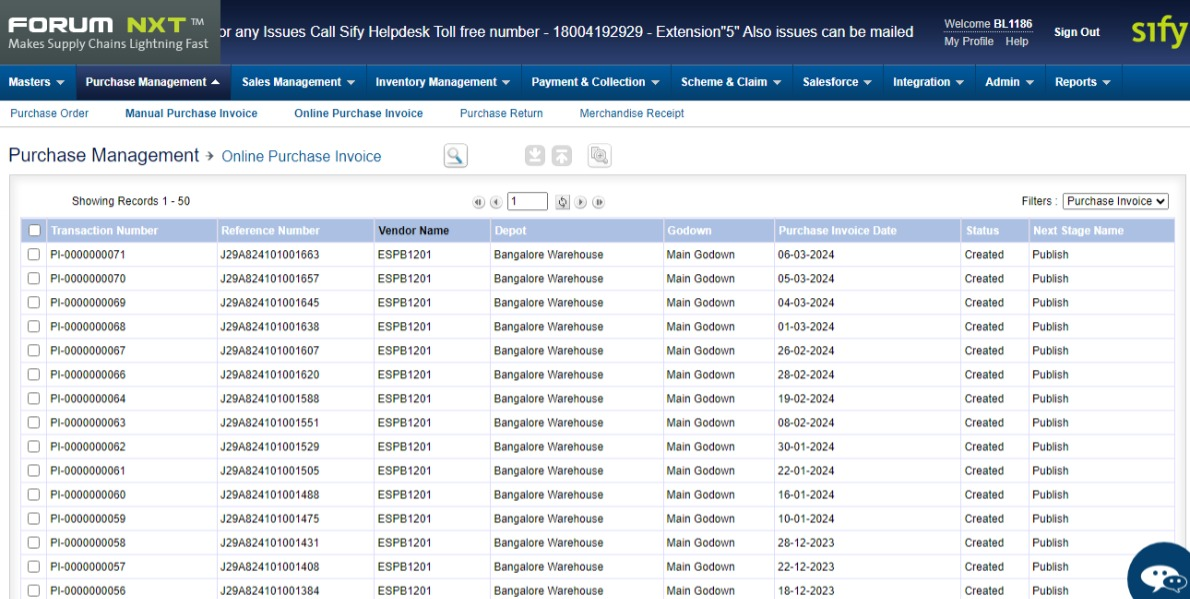 FORUM NXT TM
Makes Supply Chains Lightning Fast
or any Issues Call Sify Helpdesk Toll free number - 18004192929 - Extension"5" Also issues can be mailed
Welcome BL1186
My Profile Help
Sign Out
sify
Masters Purchase Management Sales Management Inventory Management Payment & Collection Scheme & Claim Salesforce Integration Admin Reports
Purchase Order Manual Purchase Invoice Online Purchase Invoice Purchase Return Merchandise Receipt
Purchase Management Online Purchase Invoice
Showing Records 1 - 50 1 Filters : Purchase Invoice
Transaction Number Reference Number Vendor Name Depot Godown Purchase Invoice Date Status Next Stage Name
PI-0000000071 J29A824101001663 ESPB1201 Bangalore Warehouse Main Godown 06-03-2024 Created Publish
PI-0000000070 J29A824101001657 ESPB1201 Bangalore Warehouse Main Godown 05-03-2024 Created Publish
PI-0000000069 J29A824101001645 ESPB1201 Bangalore Warehouse Main Godown 04-03-2024 Created Publish
PI-0000000068 J29A824101001638 ESPB1201 Bangalore Warehouse Main Godown 01-03-2024 Created Publish
PI-0000000067 J29A824101001607 ESPB1201 Bangalore Warehouse Main Godown 26-02-2024 Created Publish
PI-0000000066 J29A824101001620 ESPB1201 Bangalore Warehouse Main Godown 28-02-2024 Created Publish
PI-0000000064 J29A824101001588 ESPB1201 Bangalore Warehouse Main Godown 19-02-2024 Created Publish
PI-0000000063 J29A824101001551 ESPB1201 Bangalore Warehouse Main Godown 08-02-2024 Created Publish
PI-0000000062 J29A824101001529 ESPB1201 Bangalore Warehouse Main Godown 30-01-2024 Created Publish
PI-0000000061 J29A824101001505 ESPB1201 Bangalore Warehouse Main Godown 22-01-2024 Created Publish
PI-0000000060 J29A824101001488 ESPB1201 Bangalore Warehouse Main Godown 16-01-2024 Created Publish
PI-0000000059 J29A824101001475 ESPB1201 Bangalore Warehouse Main Godown 10-01-2024 Created Publish
PI-0000000058 J29A824101001431 ESPB1201 Bangalore Warehouse Main Godown 28-12-2023 Created Publish
PI-0000000057 J29A824101001408 ESPB1201 Bangalore Warehouse Main Godown 22-12-2023 Created Publish
PI-0000000056 J29A824101001384 ESPB1201 Bangalore Warehouse Main Godown 18-12-2023 Created Publish